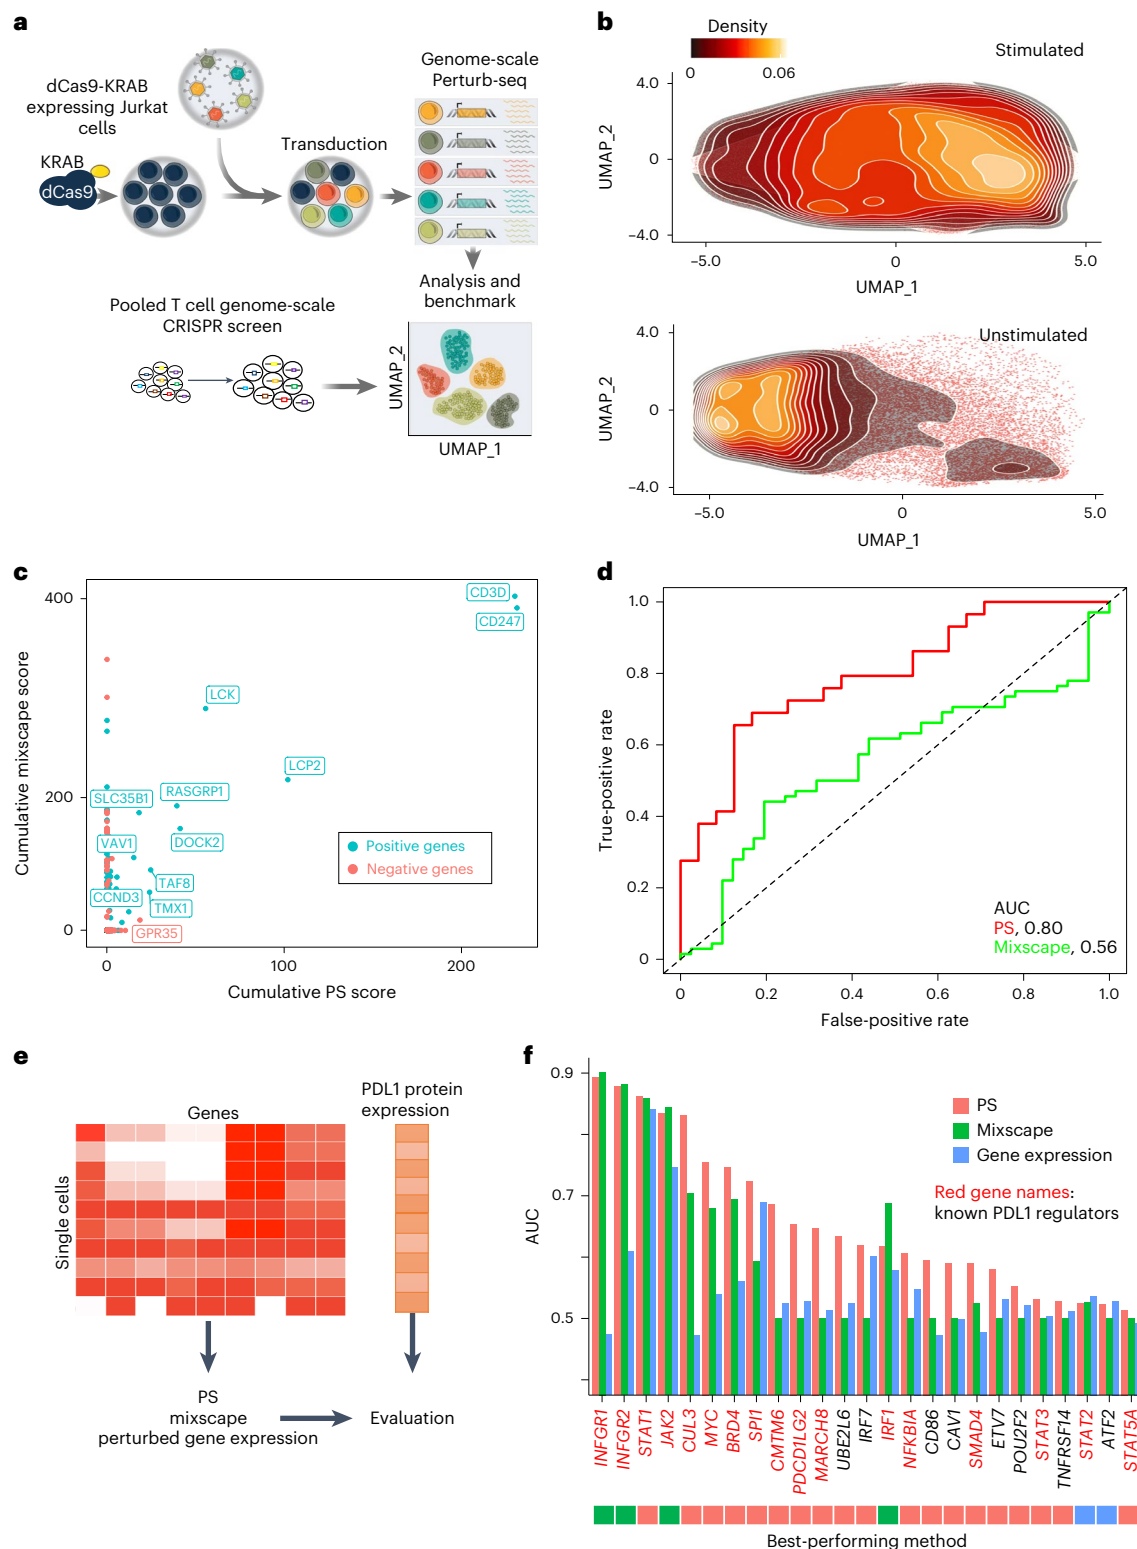 a
dCas9-KRAB
expressing Jurkat
cells
KRAB
dCas9
Transduction
Genome-scale
Perturb-seq
Analysis and
benchmark
Pooled T cell genome-scale
CRISPR screen
UMAP_2
UMAP_1
b
Density
0
0.06
Stimulated
4.0
0
−4.0
UMAP_2
−5.0
0
5.0
UMAP_1
Unstimulated
4.0
0
−4.0
UMAP_2
−5.0
0
5.0
UMAP_1
c
400
200
0
Cumulative mixscape score
CD3D
CD247
LCK
LCP2
SLC35B1
RASGRP1
VAV1
DOCK2
TAF8
CCND3
TMX1
GPR35
Positive genes
Negative genes
0
100
200
Cumulative PS score
d
1.0
0.8
0.6
0.4
0.2
0
True-positive rate
AUC
PS, 0.80
Mixscape, 0.56
0
0.2
0.4
0.6
0.8
1.0
False-positive rate
e
PDL1 protein
expression
Genes
Single cells
PS
mixscape
perturbed gene expression
Evaluation
f
0.9
0.7
0.5
AUC
PS
Mixscape
Gene expression
Red gene names:
known PDL1 regulators
INFGR1
INFGR2
STAT1
JAK2
CUL3
MYC
BRD4
SPI1
CMTM6
PDCD1LG2
MARCH8
UBE2L6
IRF7
IRF1
NFKBIA
CD86
CAV1
SMAD4
ETV7
POU2F2
STAT3
TNFRSF14
STAT2
ATF2
STAT5A
Best-performing method